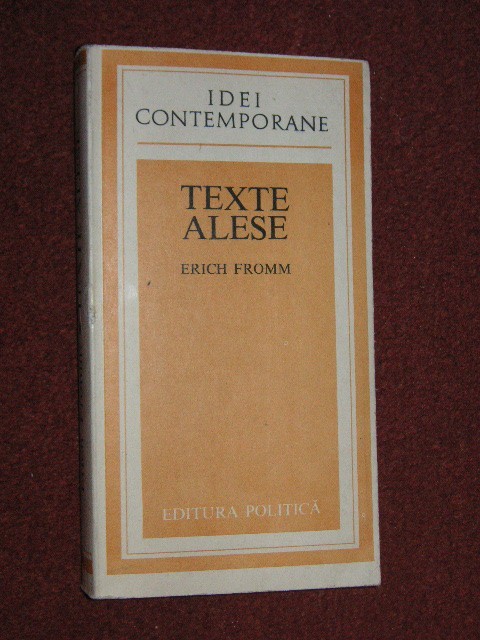 IDEI
CONTEMPORANE
TEXTE
ALESE
ERICH FROMM
EDITURA POLITICĂ